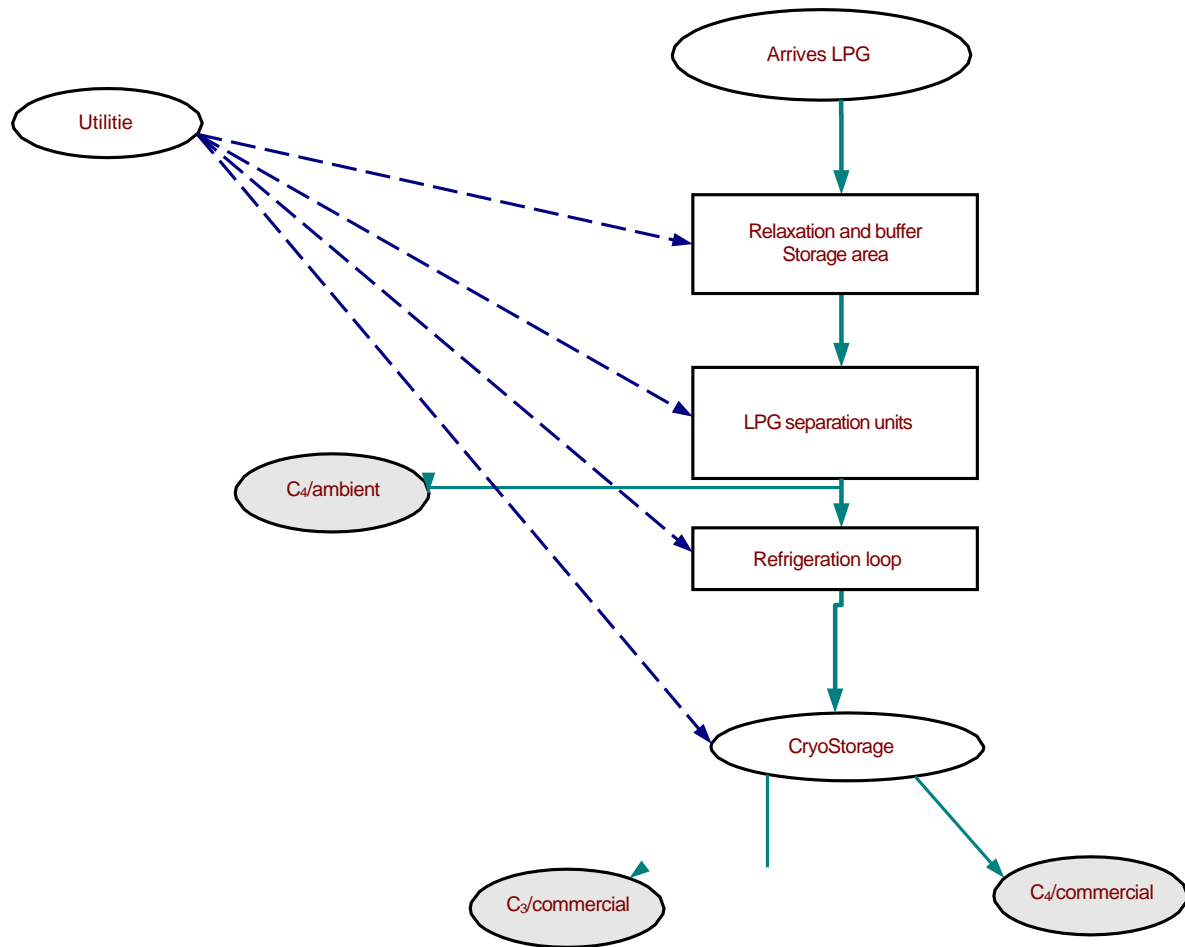 Arrives LPG
Utilitie
Relaxation and buffer
Storage area
LPG separation units
C₄/ambient
Refrigeration loop
CryoStorage
C₃/commercial
C₄/commercial